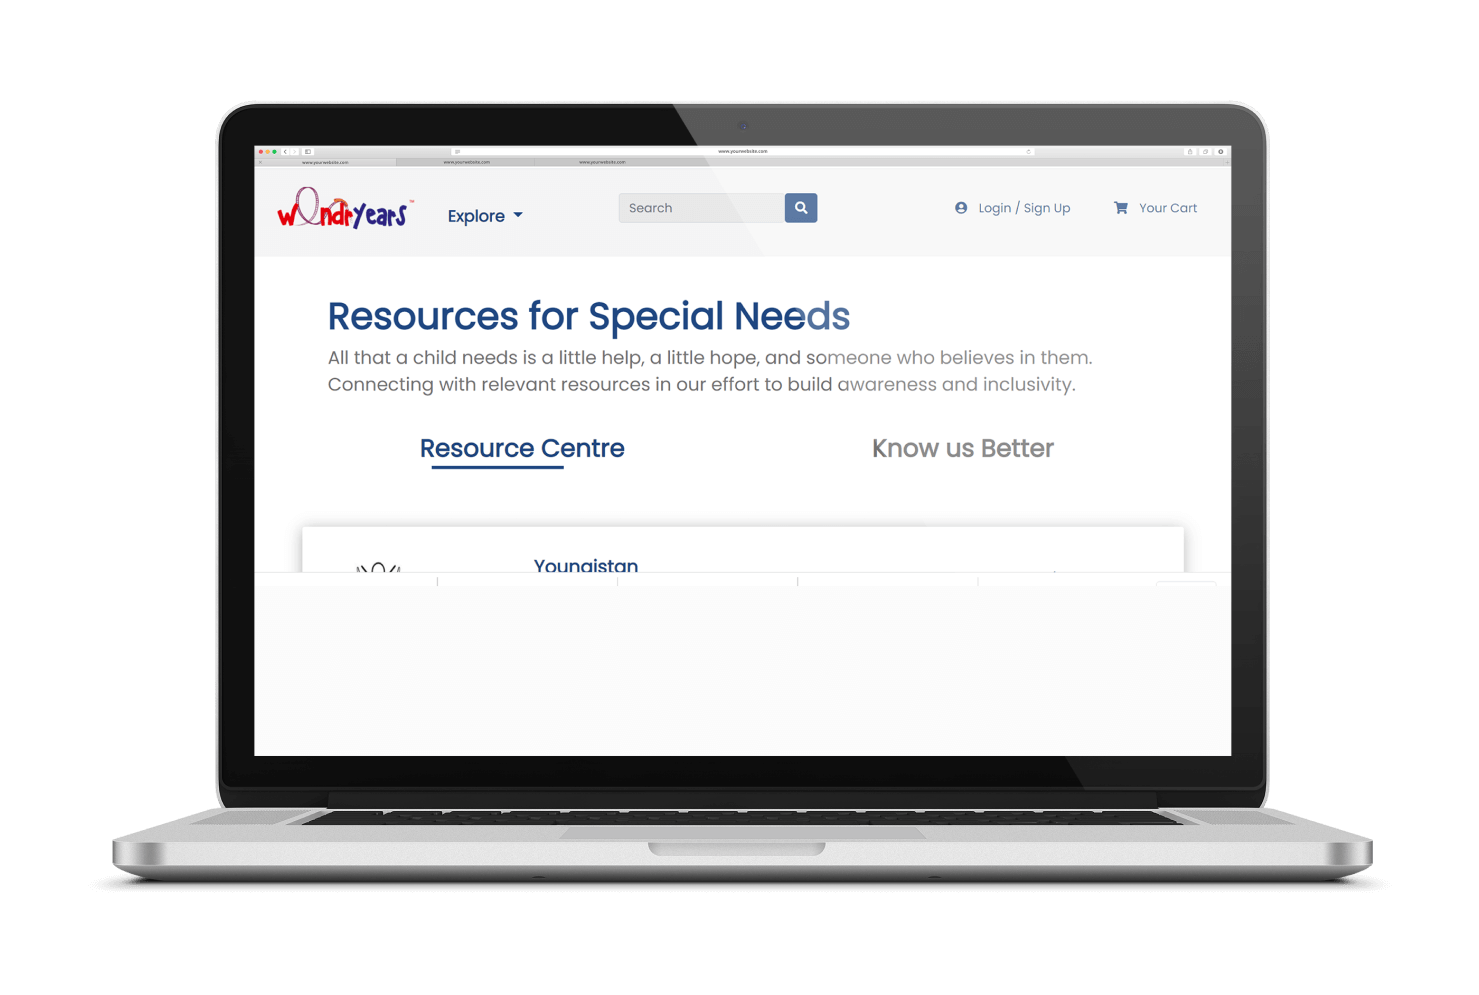 www.yourwebsite.com
www.yourwebsite.com www.yourwebsite.com www.yourwebsite.com
wondryears™
Explore
Search
Login / Sign Up
Your Cart
Resources for Special Needs
All that a child needs is a little help, a little hope, and someone who believes in them.
Connecting with relevant resources in our effort to build awareness and inclusivity.
Resource Centre
Know us Better
Youngistan